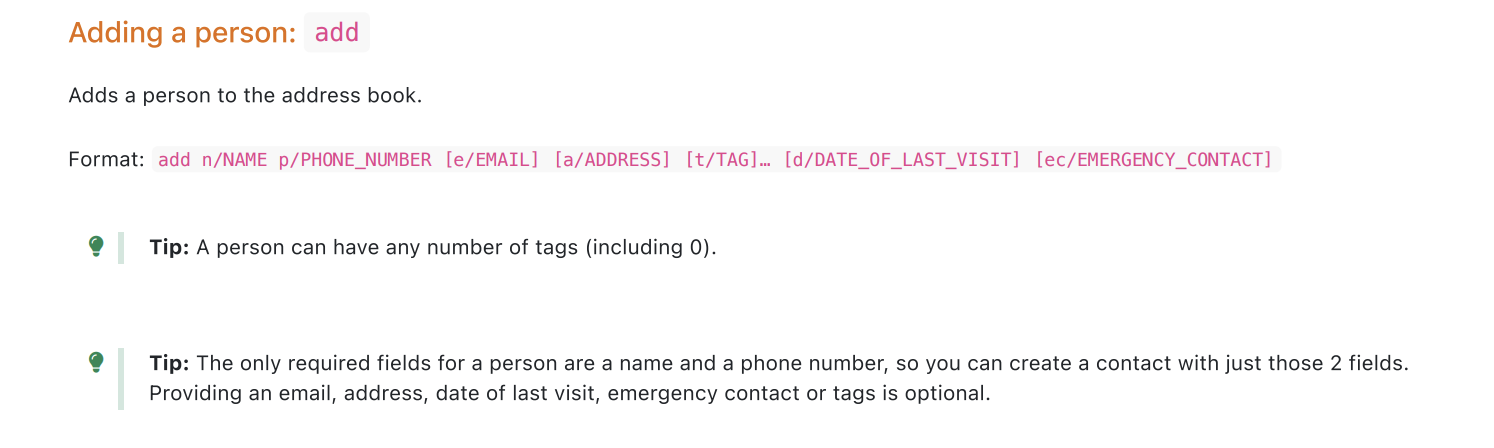 Adding a person: add
Adds a person to the address book.
Format: add n/NAME p/PHONE_NUMBER [e/EMAIL] [a/ADDRESS] [t/TAG]… [d/DATE_OF_LAST_VISIT] [ec/EMERGENCY_CONTACT]
Tip: A person can have any number of tags (including 0).
Tip: The only required fields for a person are a name and a phone number, so you can create a contact with just those 2 fields.
Providing an email, address, date of last visit, emergency contact or tags is optional.